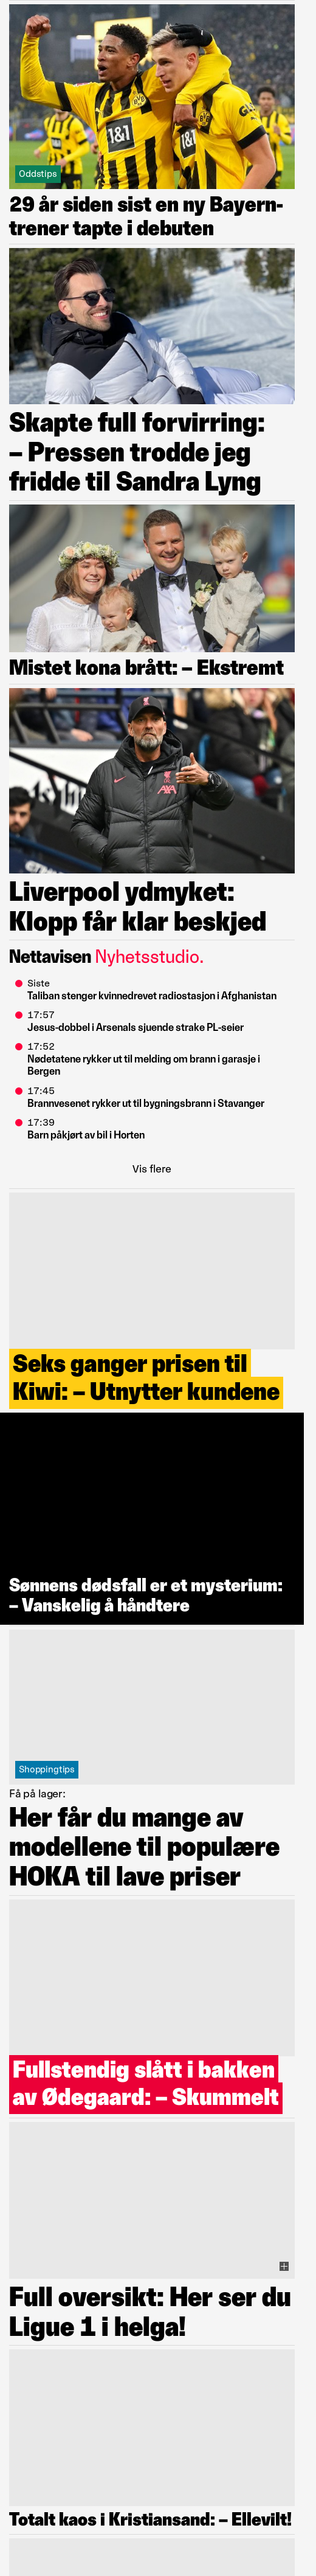 Oddstips
29 år siden sist en ny Bayern-
trener tapte i debuten
Skapte full forvirring:
– Pressen trodde jeg
fridde til Sandra Lyng
Mistet kona brått: – Ekstremt
Liverpool ydmyket:
Klopp får klar beskjed
Nettavisen Nyhetsstudio.
Siste
Taliban stenger kvinnedrevet radiostasjon i Afghanistan
17:57
Jesus-dobbel i Arsenals sjuende strake PL-seier
17:52
Nødetatene rykker ut til melding om brann i garasje i
Bergen
17:45
Brannvesenet rykker ut til bygningsbrann i Stavanger
17:39
Barn påkjørt av bil i Horten
Vis flere
Seks ganger prisen til
Kiwi: – Utnytter kundene
Sønnens dødsfall er et mysterium:
– Vanskelig å håndtere
Shoppingtips
Få på lager:
Her får du mange av
modellene til populære
HOKA til lave priser
Fullstendig slått i bakken
av Ødegaard: – Skummelt
Full oversikt: Her ser du
Ligue 1 i helga!
Totalt kaos i Kristiansand: – Ellevilt!